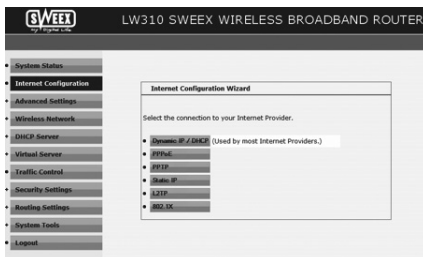 SWEEX
my : Digital Life
LW310 SWEEX WIRELESS BROADBAND ROUTER
System Status
Internet Configuration
Advanced Settings
Wireless Network
DHCP Server
Virtual Server
Traffic Control
Security Settings
Routing Settings
System Tools
Logout
Internet Configuration Wizard
Select the connection to your Internet Provider.
Dynamic IP / DHCP (Used by most Internet Providers.)
PPPoE
PPTP
Static IP
L2TP
802.1X